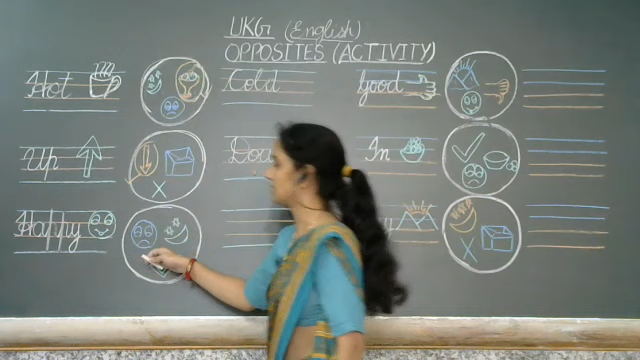 UKG (English)
OPPOSITES (ACTIVITY)
Hot
Cold
good
Up
In
Happy